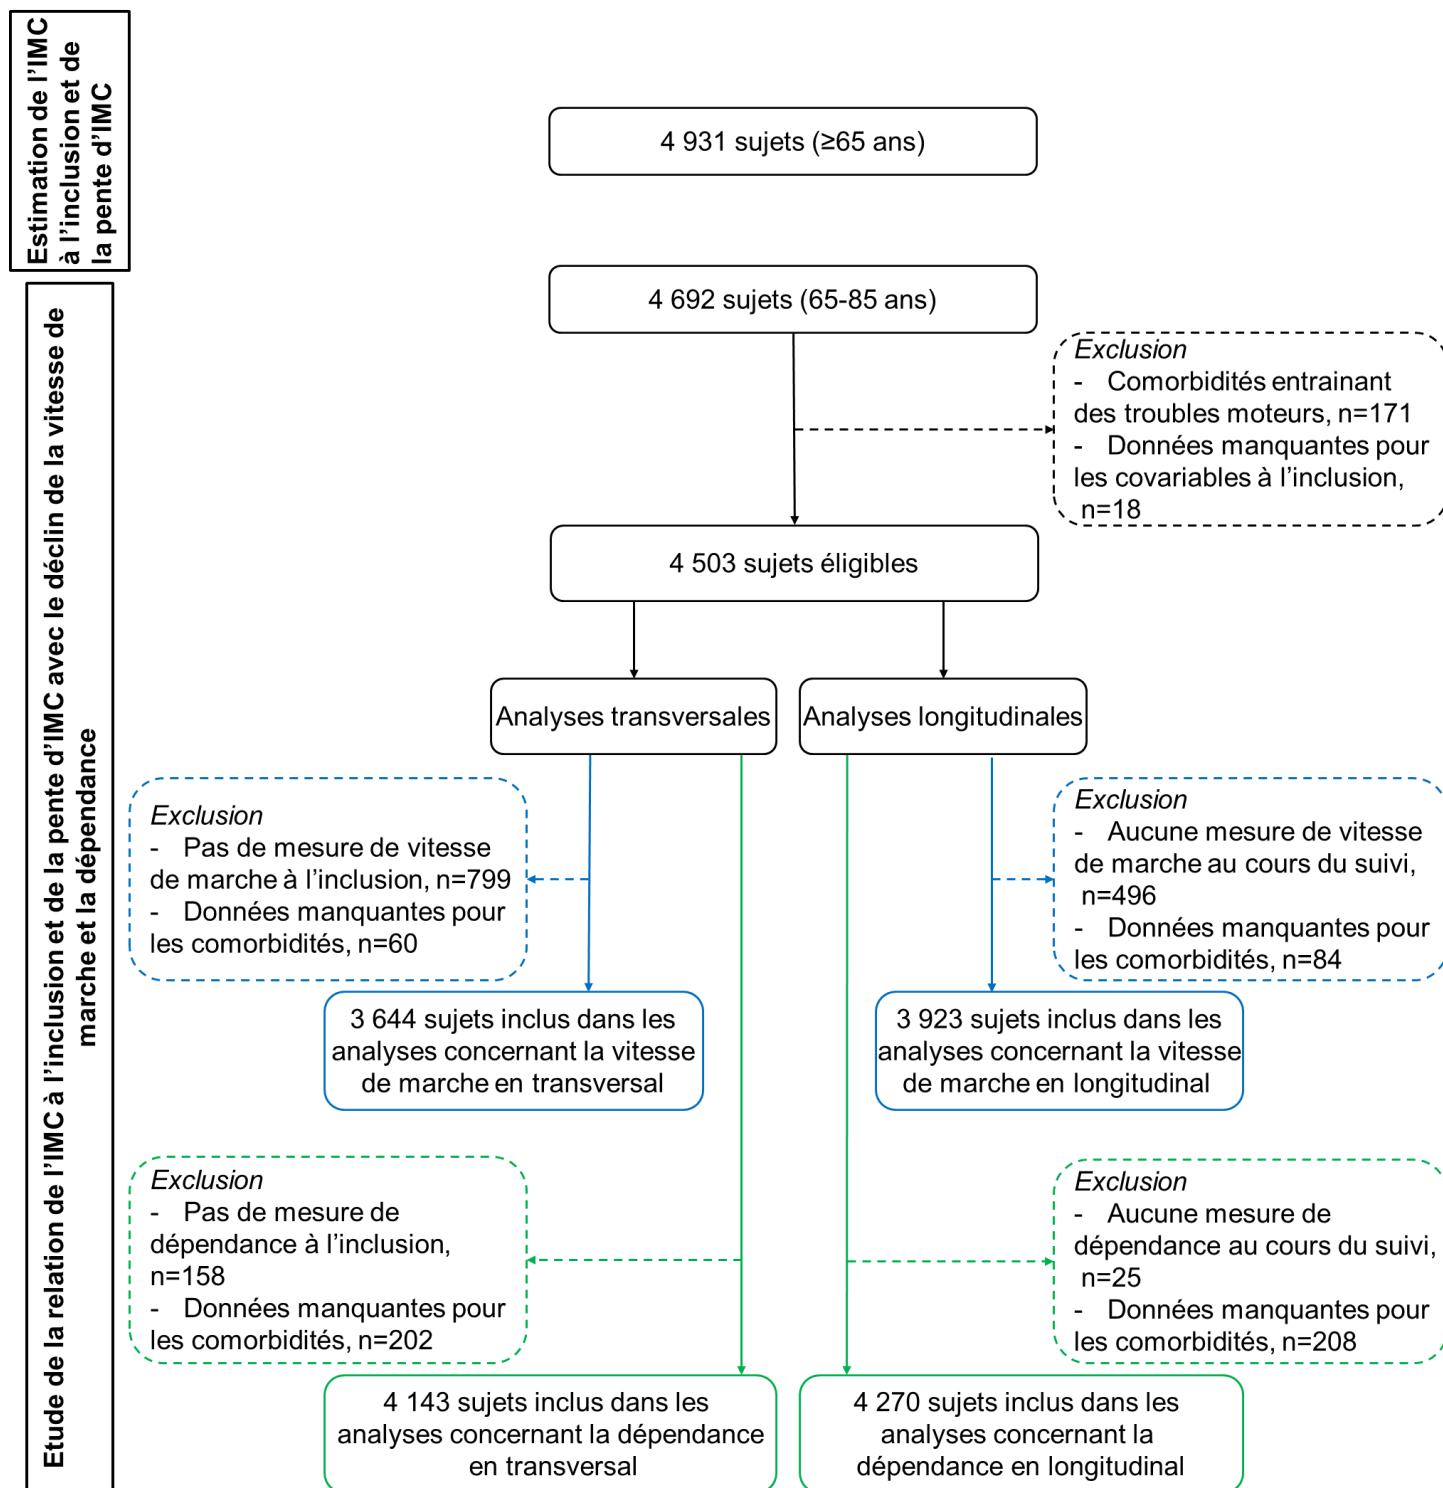 Estimation de l’IMC
à l’inclusion et de
la pente d’IMC
4 931 sujets (≥65 ans)
4 692 sujets (65-85 ans)
Exclusion
- Comorbidités entrainant
des troubles moteurs, n=171
- Données manquantes pour
les covariables à l’inclusion,
n=18
4 503 sujets éligibles
Etude de la relation de l’IMC à l’inclusion et de la pente d’IMC avec le déclin de la vitesse de
marche et la dépendance
Analyses transversales
Analyses longitudinales
Exclusion
- Pas de mesure de vitesse
de marche à l’inclusion, n=799
- Données manquantes pour
les comorbidités, n=60
Exclusion
- Aucune mesure de vitesse
de marche au cours du suivi,
n=496
- Données manquantes pour
les comorbidités, n=84
3 644 sujets inclus dans les
analyses concernant la vitesse
de marche en transversal
3 923 sujets inclus dans les
analyses concernant la vitesse
de marche en longitudinal
Exclusion
- Pas de mesure de
dépendance à l’inclusion,
n=158
- Données manquantes pour
les comorbidités, n=202
Exclusion
- Aucune mesure de
dépendance au cours du suivi,
n=25
- Données manquantes pour
les comorbidités, n=208
4 143 sujets inclus dans les
analyses concernant la dépendance
en transversal
4 270 sujets inclus dans les
analyses concernant la
dépendance en longitudinal